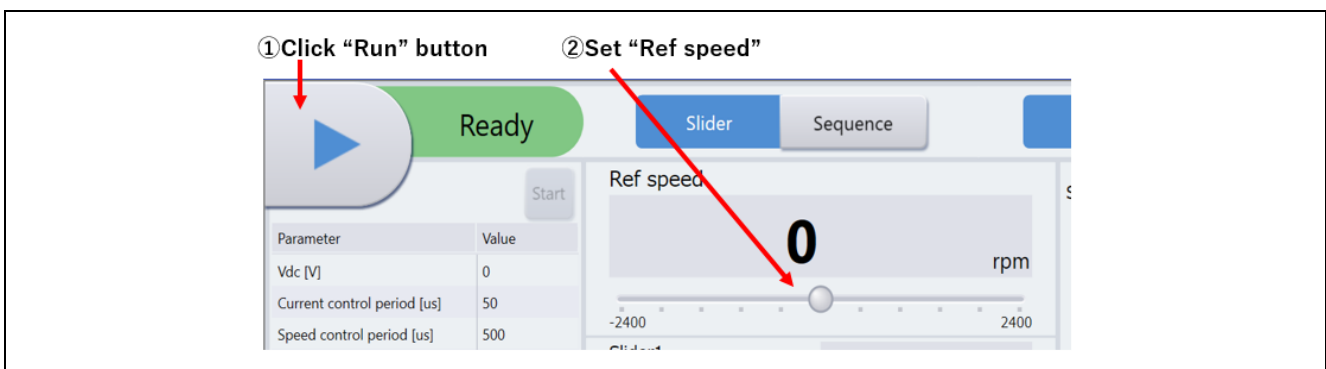 ①Click “Run” button
②Set “Ref speed”
Ready
Slider
Sequence
Start
Ref speed
0
rpm
-2400
2400
Parameter Value
Vdc [V] 0
Current control period [us] 50
Speed control period [us] 500